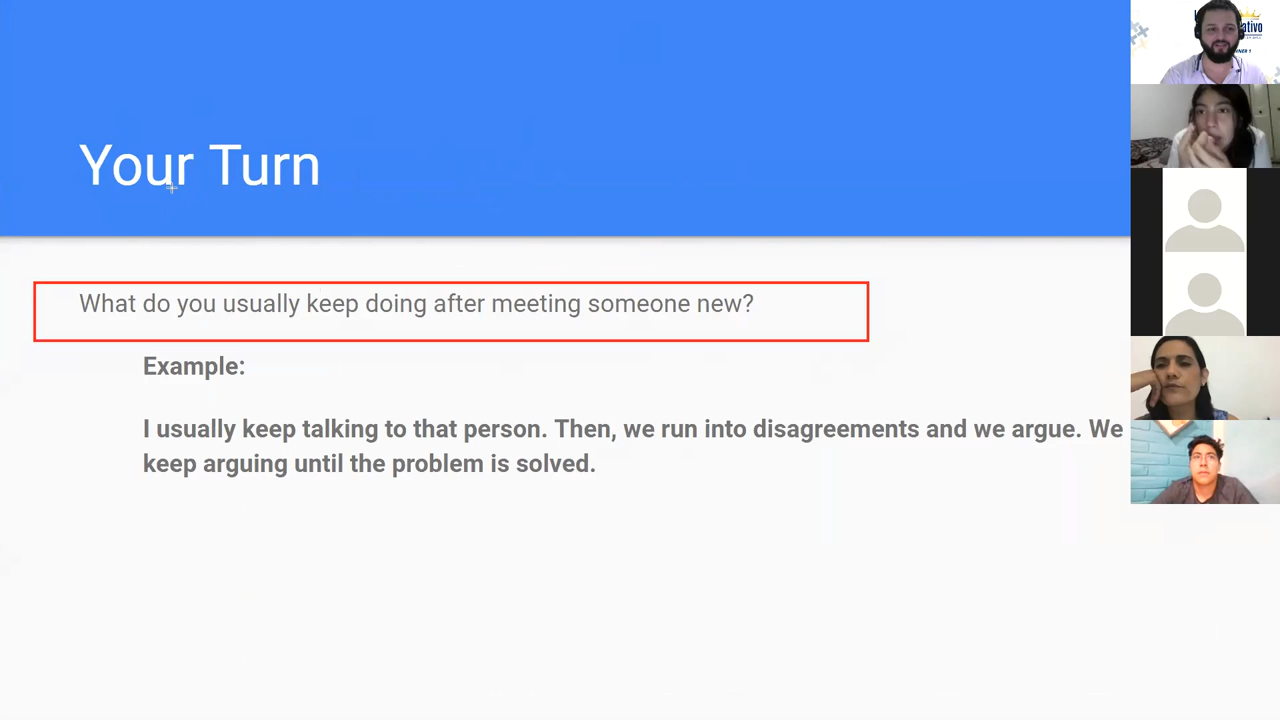 Your Turn
What do you usually keep doing after meeting someone new?
Example:
I usually keep talking to that person. Then, we run into disagreements and we argue. We
keep arguing until the problem is solved.